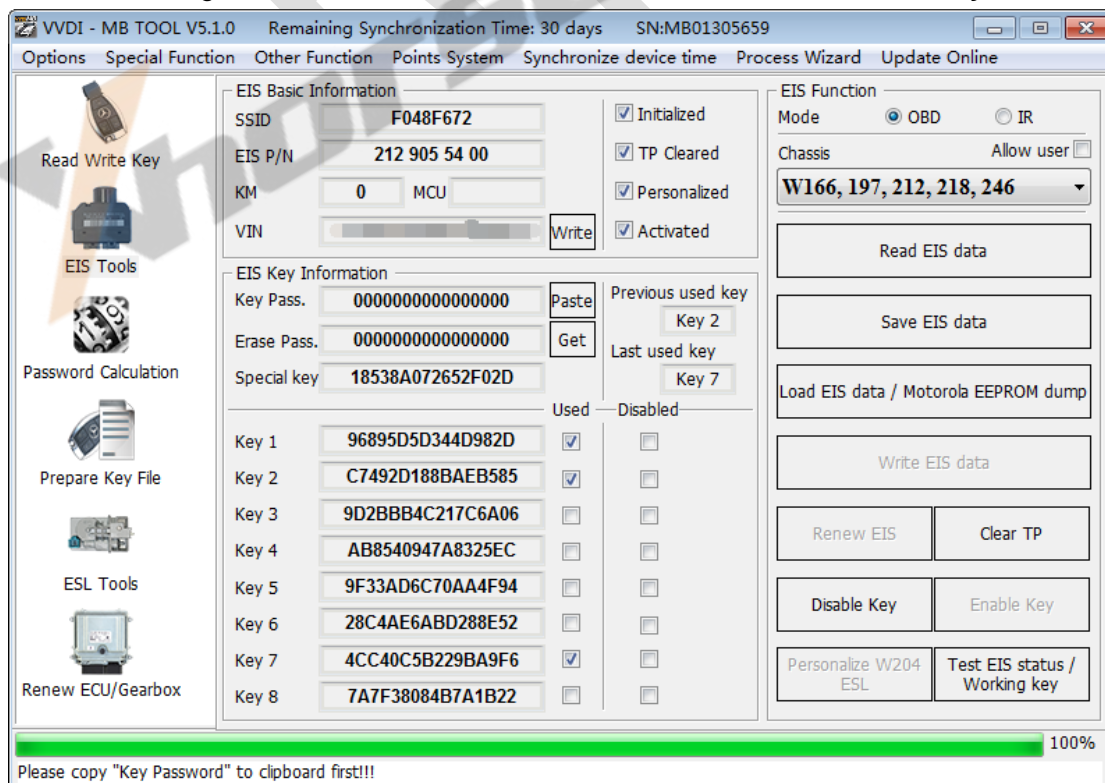 VVDI - MB TOOL V5.1.0 Remaining Synchronization Time: 30 days SN:MB01305659
Options Special Function Other Function Points System Synchronize device time Process Wizard Update Online
Read Write Key
EIS Tools
Password Calculation
Prepare Key File
ESL Tools
Renew ECU/Gearbox
EIS Basic Information
SSID F048F672
EIS P/N 212 905 54 00
KM 0 MCU
VIN Write
Initialized
TP Cleared
Personalized
Activated
EIS Key Information
Key Pass. 0000000000000000 Paste
Erase Pass. 0000000000000000 Get
Special key 18538A072652F02D
Previous used key
Key 2
Last used key
Key 7
Used Disabled
Key 1 96895D5D344D982D
Key 2 C7492D188BAEB585
Key 3 9D2BBB4C217C6A06
Key 4 AB8540947A8325EC
Key 5 9F33AD6C70AA4F94
Key 6 28C4AE6ABD288E52
Key 7 4CC40C5B229BA9F6
Key 8 7A7F38084B7A1B22
EIS Function
Mode OBD IR
Chassis Allow user
W166, 197, 212, 218, 246
Read EIS data
Save EIS data
Load EIS data / Motorola EEPROM dump
Write EIS data
Renew EIS Clear TP
Disable Key Enable Key
Personalize W204
ESL
Test EIS status /
Working key
100%
Please copy "Key Password" to clipboard first!!!